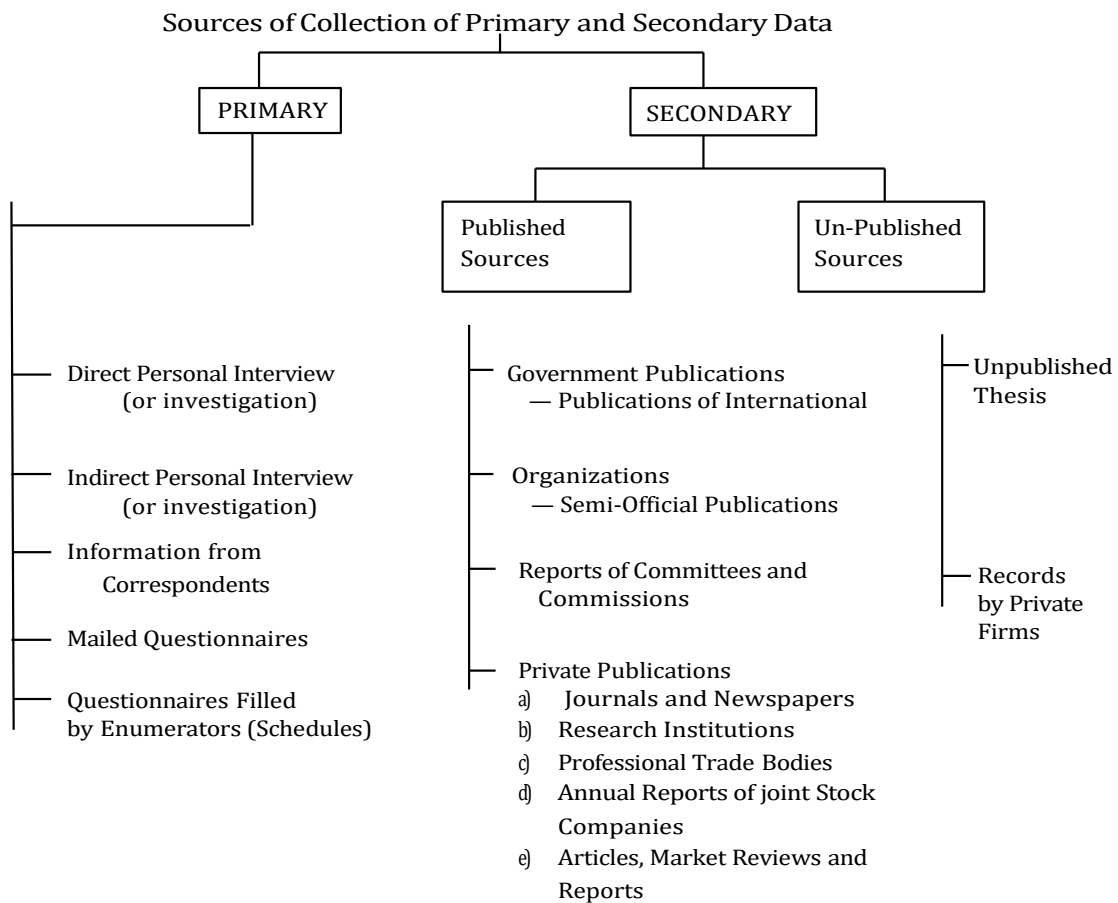 Sources of Collection of Primary and Secondary Data
PRIMARY
SECONDARY
Published
Sources
Un-Published
Sources
Direct Personal Interview
(or investigation)
Indirect Personal Interview
(or investigation)
Information from
Correspondents
Mailed Questionnaires
Questionnaires Filled
by Enumerators (Schedules)
Government Publications
— Publications of International
Organizations
— Semi-Official Publications
Reports of Committees and
Commissions
Private Publications
a) Journals and Newspapers
b) Research Institutions
c) Professional Trade Bodies
d) Annual Reports of joint Stock
Companies
e) Articles, Market Reviews and
Reports
Unpublished
Thesis
Records
by Private
Firms